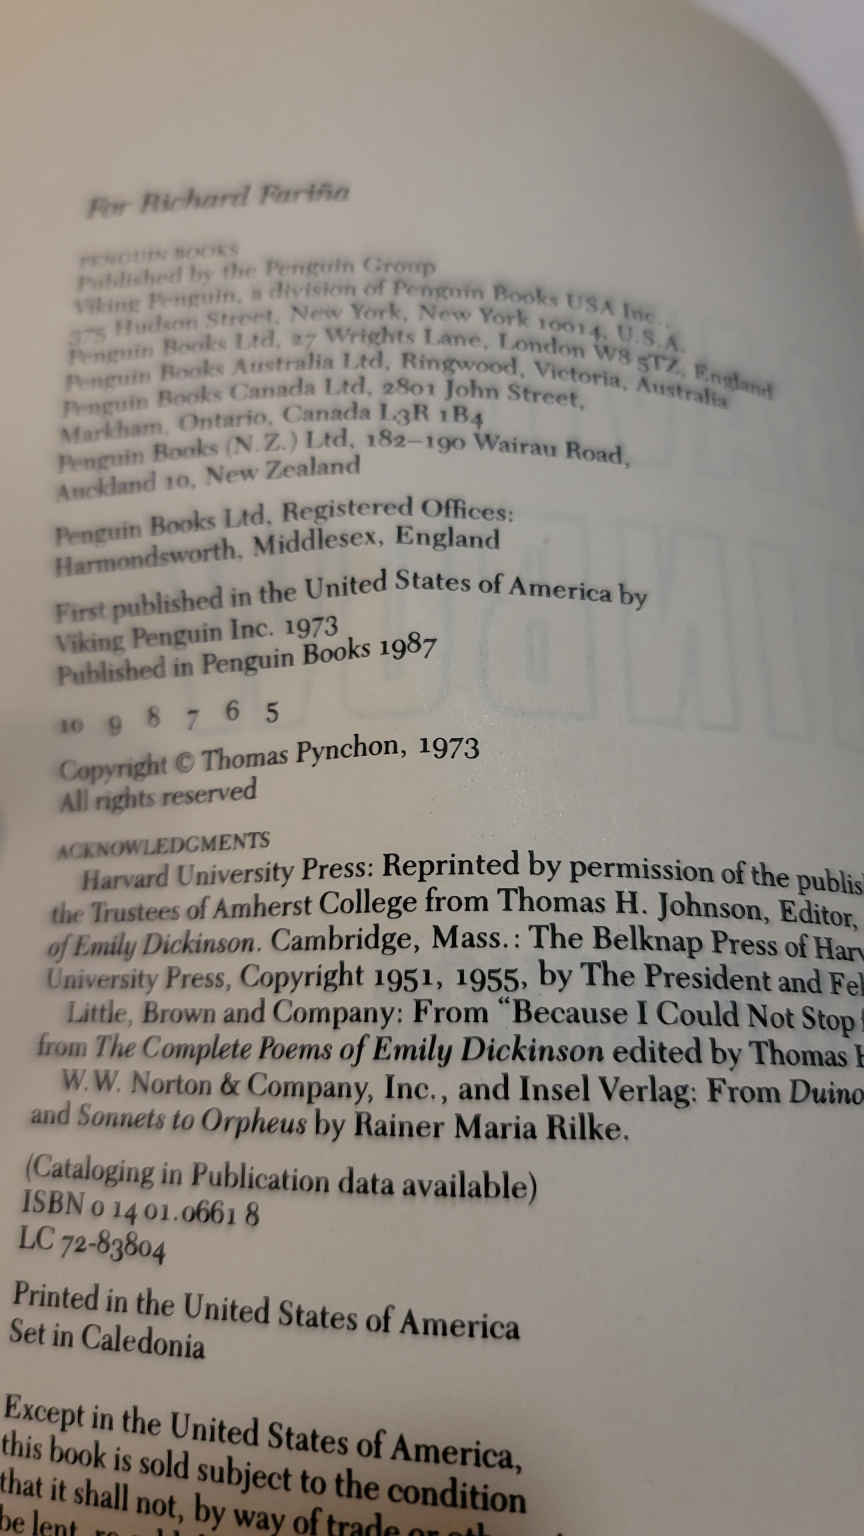 For Richard Fariña
PENGUIN BOOKS
Published by the Penguin Group
Viking Penguin, a division of Penguin Books USA Inc.,
375 Hudson Street, New York, New York 10014, U.S.A.
Penguin Books Ltd, 27 Wrights Lane, London W8 5TZ, England
Penguin Books Australia Ltd, Ringwood, Victoria, Australia
Penguin Books Canada Ltd, 2801 John Street,
Markham, Ontario, Canada L3R 1B4
Penguin Books (N.Z.) Ltd, 182–190 Wairau Road,
Auckland 10, New Zealand
Penguin Books Ltd, Registered Offices:
Harmondsworth, Middlesex, England
First published in the United States of America by
Viking Penguin Inc. 1973
Published in Penguin Books 1987
10 9 8 7 6 5
Copyright © Thomas Pynchon, 1973
All rights reserved
ACKNOWLEDGMENTS
Harvard University Press: Reprinted by permission of the publis
the Trustees of Amherst College from Thomas H. Johnson, Editor,
of Emily Dickinson. Cambridge, Mass.: The Belknap Press of Harv
University Press, Copyright 1951, 1955, by The President and Fel
Little, Brown and Company: From “Because I Could Not Stop
from The Complete Poems of Emily Dickinson edited by Thomas H
W.W. Norton & Company, Inc., and Insel Verlag: From Duino
and Sonnets to Orpheus by Rainer Maria Rilke.
(Cataloging in Publication data available)
ISBN 0 14 01.0661 8
LC 72-83804
Printed in the United States of America
Set in Caledonia
Except in the United States of America,
this book is sold subject to the condition
that it shall not, by way of trade or
be lent,